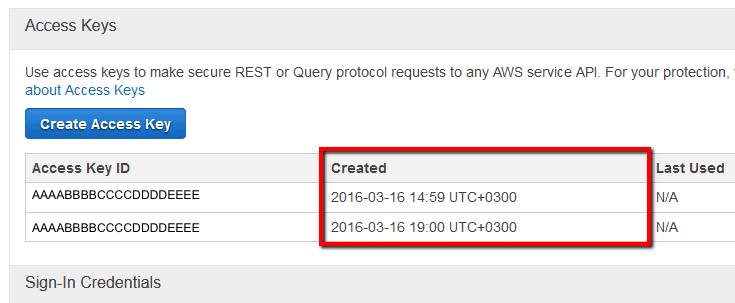 Access Keys
Use access keys to make secure REST or Query protocol requests to any AWS service API. For your protection,
about Access Keys
Create Access Key
Access Key ID Created Last Used
AAAABBBBCCCCDDDDEEEE 2016-03-16 14:59 UTC+0300 N/A
AAAABBBBCCCCDDDDEEEE 2016-03-16 19:00 UTC+0300 N/A
Sign-In Credentials